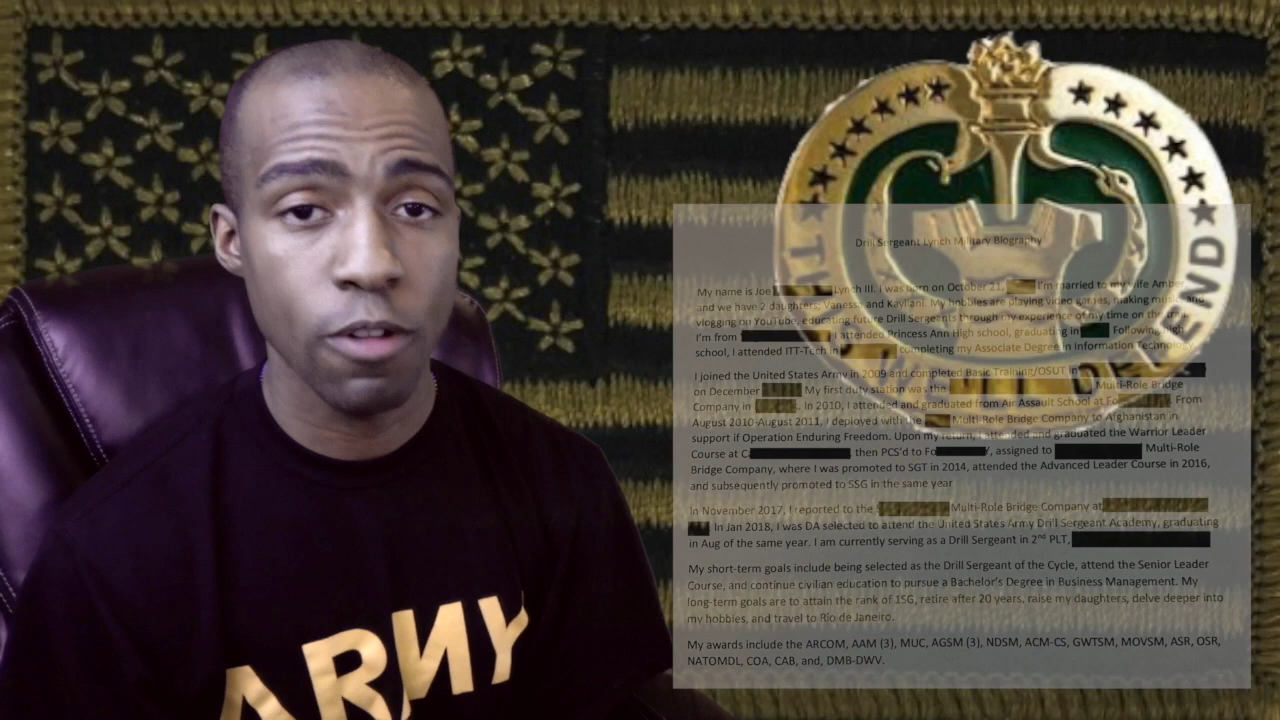 Drill Sergeant Lynch Military Biography
My name is Joe Lynch III. I was born on October 21, I'm married to my wife Amber
and we have 2 daughters; Vanessa and Kayliani. My hobbies are playing video games, making music, and
vlogging on YouTube, educating future Drill Sergeants through my experience of my time on the trail.
I'm from I attended Princess Ann High school, graduating in Following high
school, I attended ITT-Tech in completing my Associate Degree in Information Technology.
I joined the United States Army in 2009 and completed Basic Training/OSUT in
on December My first duty station was the Multi-Role Bridge
Company in In 2010, I attended and graduated from Air Assault School at Fo From
August 2010-August 2011, I deployed with the Multi-Role Bridge Company to Afghanistan in
support if Operation Enduring Freedom. Upon my return, I attended and graduated the Warrior Leader
Course at C , then PCS'd to Fo , assigned to Multi-Role
Bridge Company, where I was promoted to SGT in 2014, attended the Advanced Leader Course in 2016,
and subsequently promoted to SSG in the same year
In November 2017, I reported to the Multi-Role Bridge Company at
In Jan 2018, I was DA selected to attend the United States Army Drill Sergeant Academy, graduating
in Aug of the same year. I am currently serving as a Drill Sergeant in 2nd PLT,
My short-term goals include being selected as the Drill Sergeant of the Cycle, attend the Senior Leader
Course, and continue civilian education to pursue a Bachelor's Degree in Business Management. My
long-term goals are to attain the rank of 1SG, retire after 20 years, raise my daughters, delve deeper into
my hobbies, and travel to Rio de Janeiro.
My awards include the ARCOM, AAM (3), MUC, AGSM (3), NDSM, ACM-CS, GWTSM, MOVSM, ASR, OSR,
NATOMDL, COA, CAB, and, DMB-DWV.
ARMY